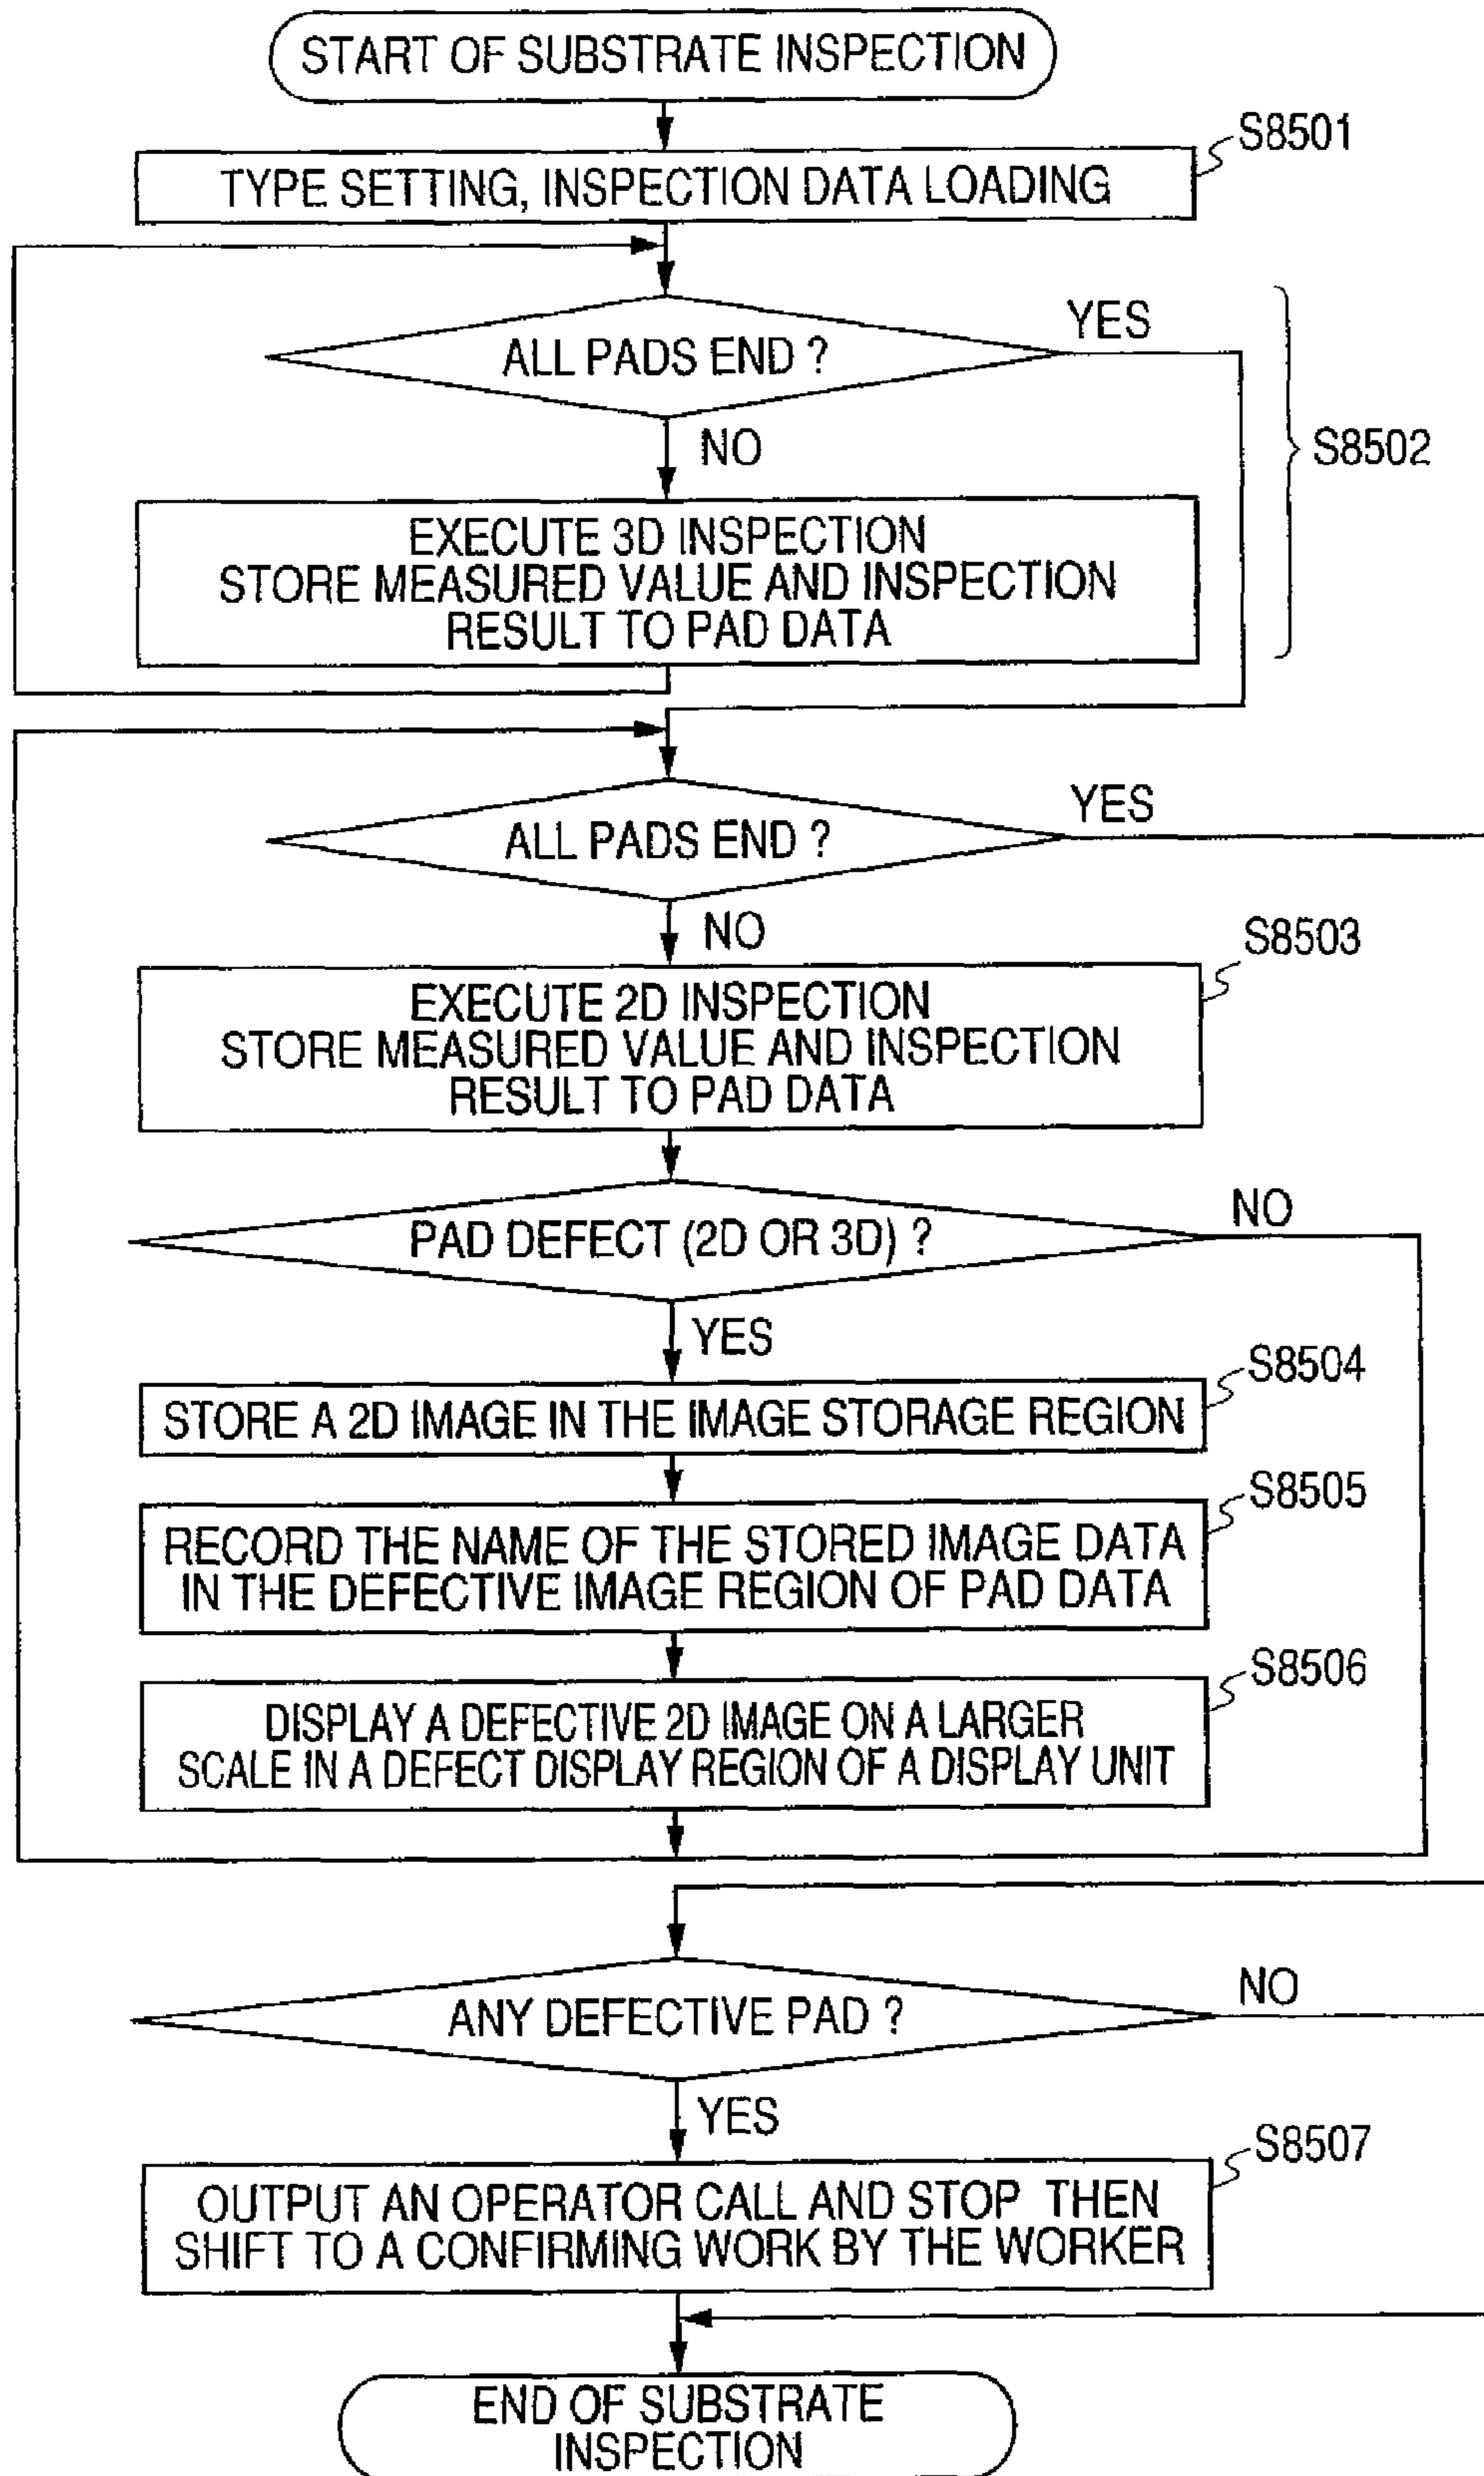 START OF SUBSTRATE INSPECTION
S8501
TYPE SETTING, INSPECTION DATA LOADING
YES
ALL PADS END ?
NO
S8502
EXECUTE 3D INSPECTION
STORE MEASURED VALUE AND INSPECTION
RESULT TO PAD DATA
YES
ALL PADS END ?
NO
S8503
EXECUTE 2D INSPECTION
STORE MEASURED VALUE AND INSPECTION
RESULT TO PAD DATA
NO
PAD DEFECT (2D OR 3D) ?
YES
S8504
STORE A 2D IMAGE IN THE IMAGE STORAGE REGION
S8505
RECORD THE NAME OF THE STORED IMAGE DATA
IN THE DEFECTIVE IMAGE REGION OF PAD DATA
S8506
DISPLAY A DEFECTIVE 2D IMAGE ON A LARGER
SCALE IN A DEFECT DISPLAY REGION OF A DISPLAY UNIT
NO
ANY DEFECTIVE PAD ?
YES
S8507
OUTPUT AN OPERATOR CALL AND STOP THEN
SHIFT TO A CONFIRMING WORK BY THE WORKER
END OF SUBSTRATE
INSPECTION